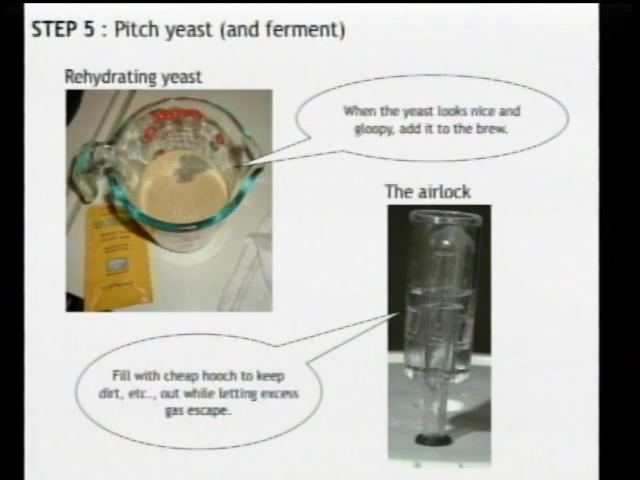 STEP 5 : Pitch yeast (and ferment)
Rehydrating yeast
When the yeast looks nice and
gloopy, add it to the brew.
The airlock
Fill with cheap hooch to keep
dirt, etc., out while letting excess
gas escape.